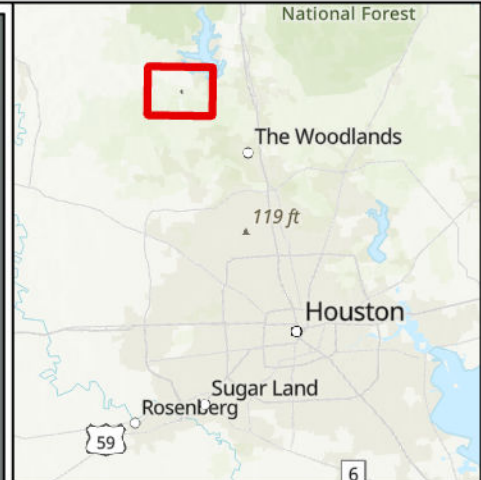 National Forest
The Woodlands
119 ft
Houston
Sugar Land
Rosenberg
59
6